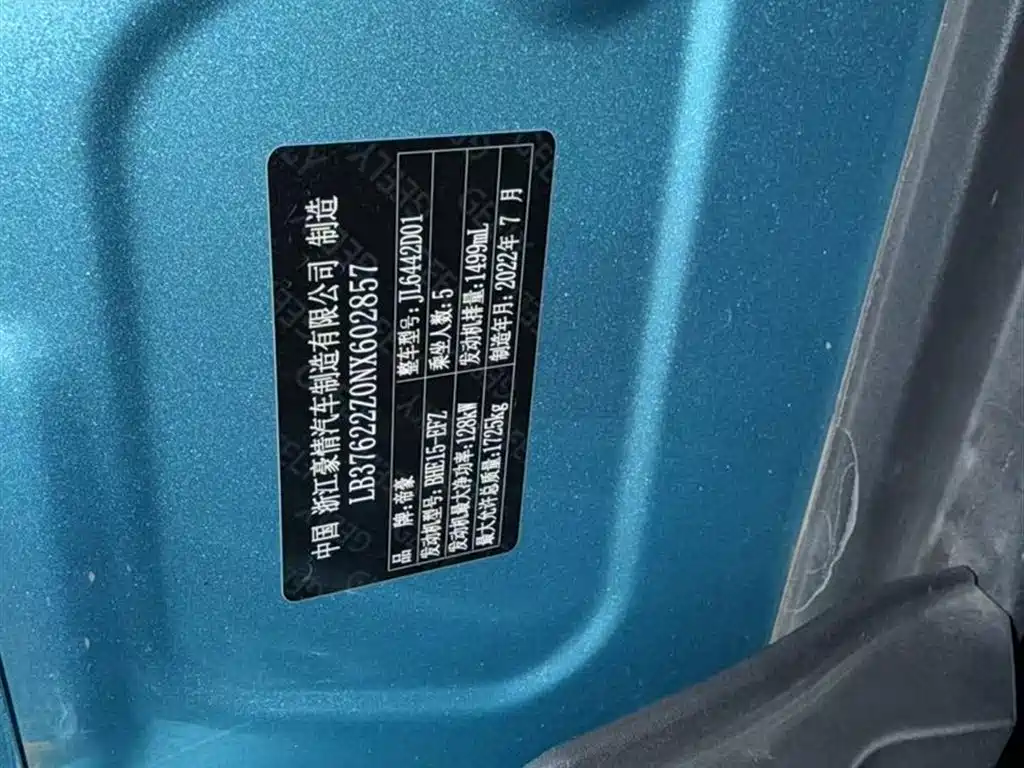 中国 浙江豪情汽车制造有限公司 制造
LB37622Z0NX602857
品 牌:帝豪 整车型号:JL6442D01
发动机型号:BHE15-EFZ 乘坐人数:5
发动机最大净功率:128kW 发动机排量:1499mL
最大允许总质量:1725kg 制造年月:2022年 7 月